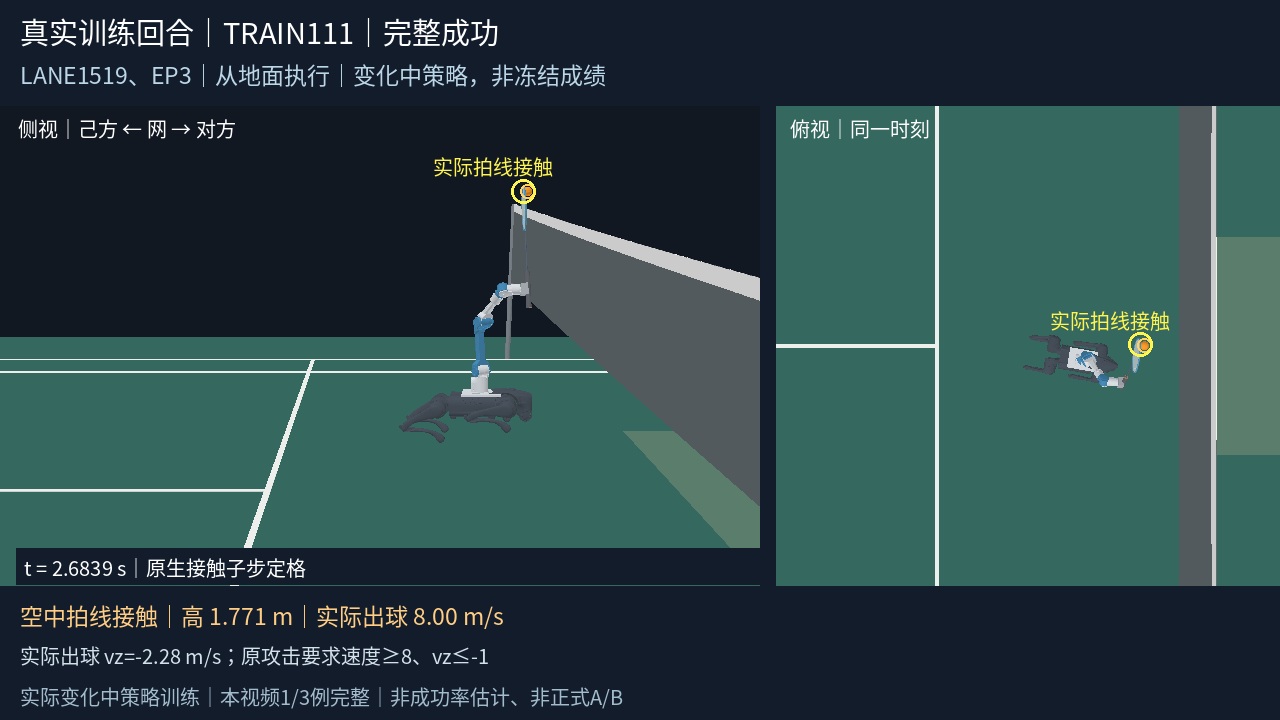 真实训练回合｜TRAIN111｜完整成功
LANE1519、EP3｜从地面执行｜变化中策略，非冻结成绩
侧视｜己方 ← 网 → 对方
实际拍线接触
俯视｜同一时刻
实际拍线接触
t = 2.6839 s｜原生接触子步定格
空中拍线接触｜高 1.771 m｜实际出球 8.00 m/s
实际出球 vz=-2.28 m/s；原攻击要求速度≥8、vz≤-1
实际变化中策略训练｜本视频1/3例完整｜非成功率估计、非正式A/B